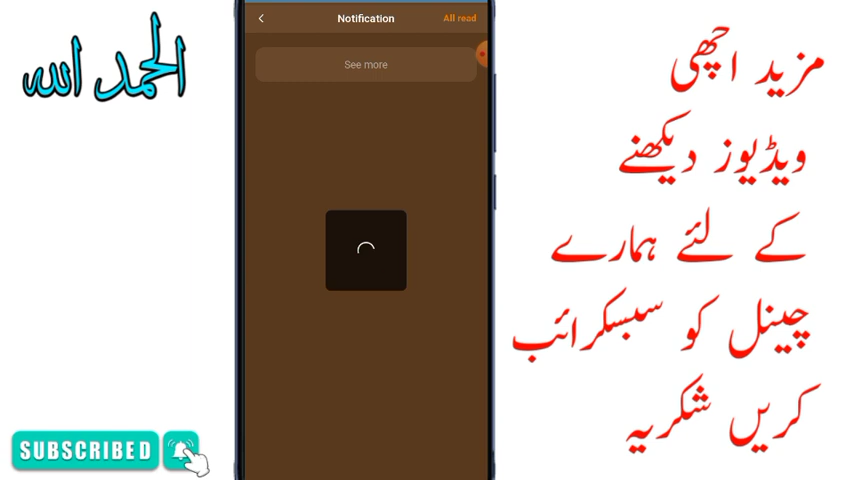 الحمد اللہ
Notification
All read
See more
مزید اچھی
ویڈیوز دیکھنے
کے لئے ہمارے
چینل کو سبسکرائب
کریں شکریہ
SUBSCRIBED